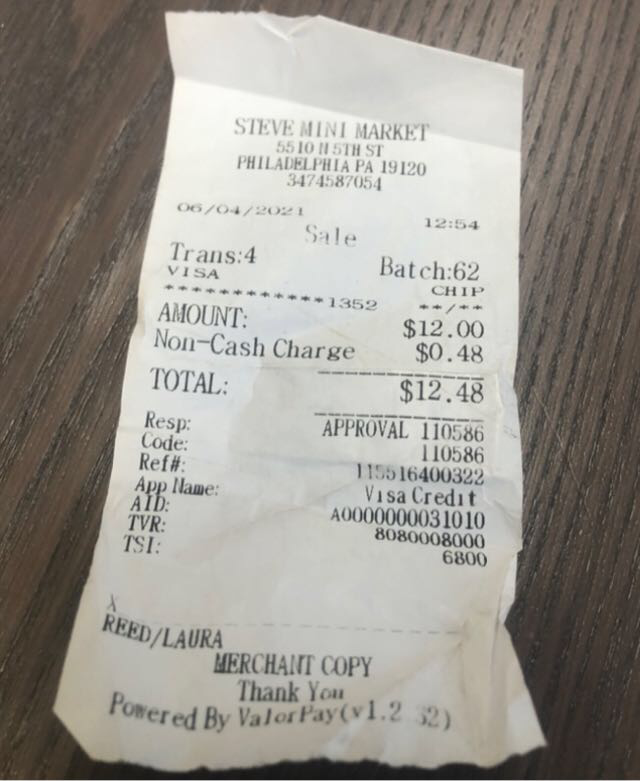 STEVE MINI MARKET
5510 N 5TH ST
PHILADELPHIA PA 19120
3474587054
06/04/2021 12:54
Sale
Trans:4 Batch:62
VISA CHIP
************1352 **/**
AMOUNT: $12.00
Non-Cash Charge $0.48
TOTAL: $12.48
Resp: APPROVAL 110586
Code: 110586
Ref#: 115516400322
App Name: Visa Credit
AID: A0000000031010
TVR: 8080008000
TSI: 6800
X
REED/LAURA
MERCHANT COPY
Thank You
Powered By ValorPay(v1.2